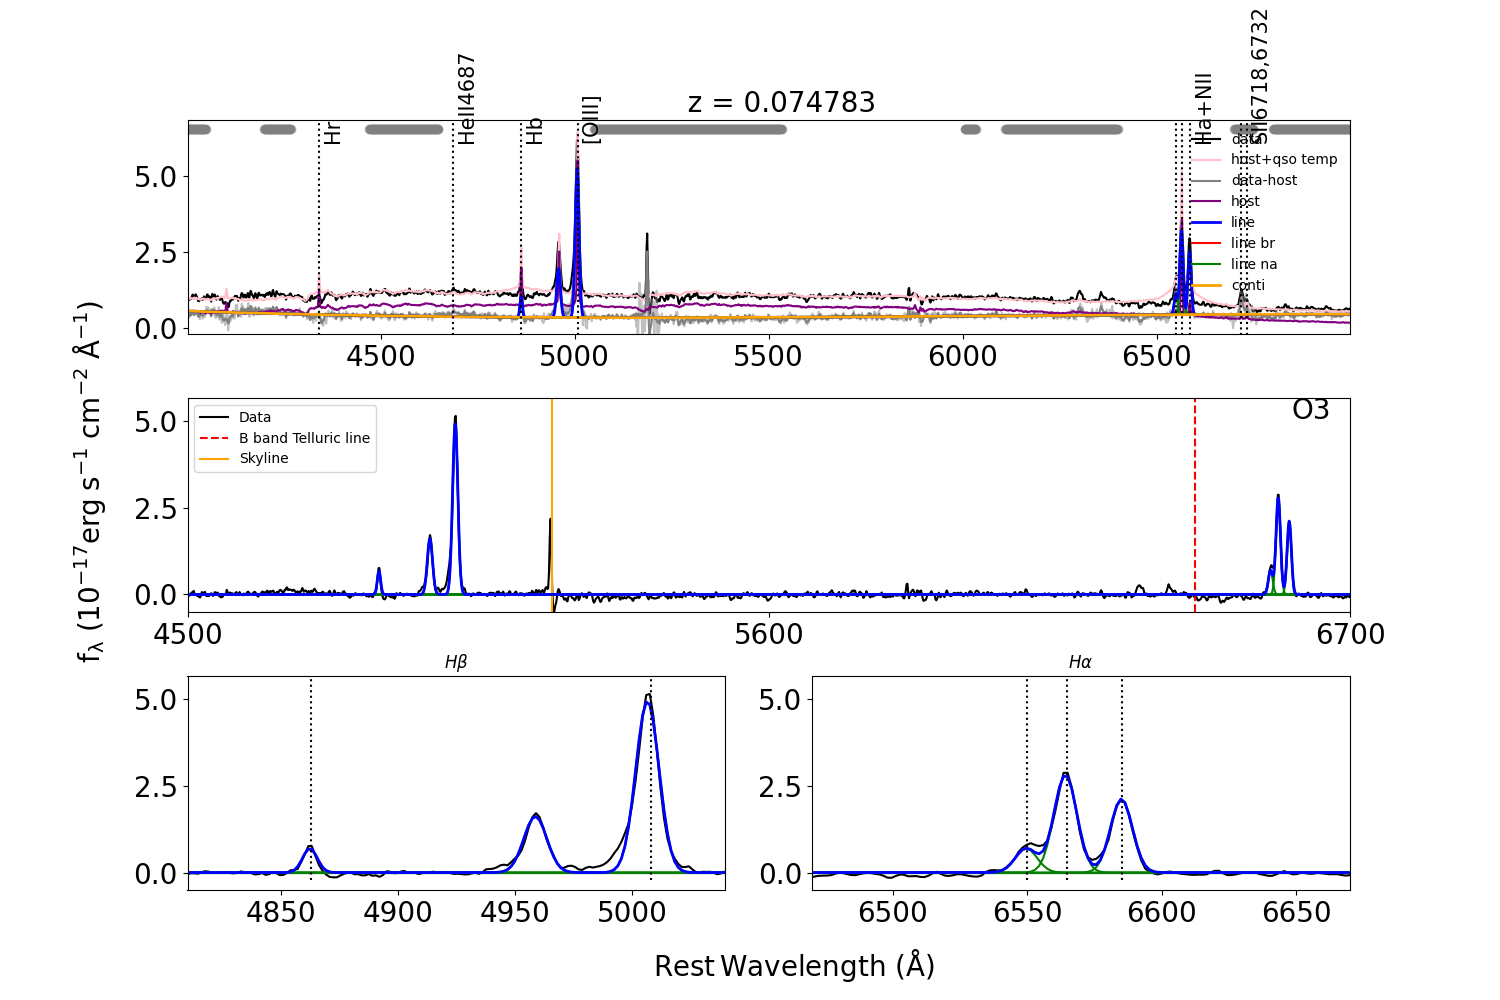 z = 0.074783
Hr
HeII4687
Hb
[OIII]
Ha+NII
SII6718,6732
data
host+qso temp
data-host
host
line
line br
line na
conti
5.0
2.5
0.0
4500
5000
5500
6000
6500
fλ (10⁻¹⁷erg s⁻¹ cm⁻² Å⁻¹)
Data
B band Telluric line
Skyline
O3
5.0
2.5
0.0
4500
5600
6700
Hβ
5.0
2.5
0.0
4850
4900
4950
5000
Hα
5.0
2.5
0.0
6500
6550
6600
6650
Rest Wavelength (Å)